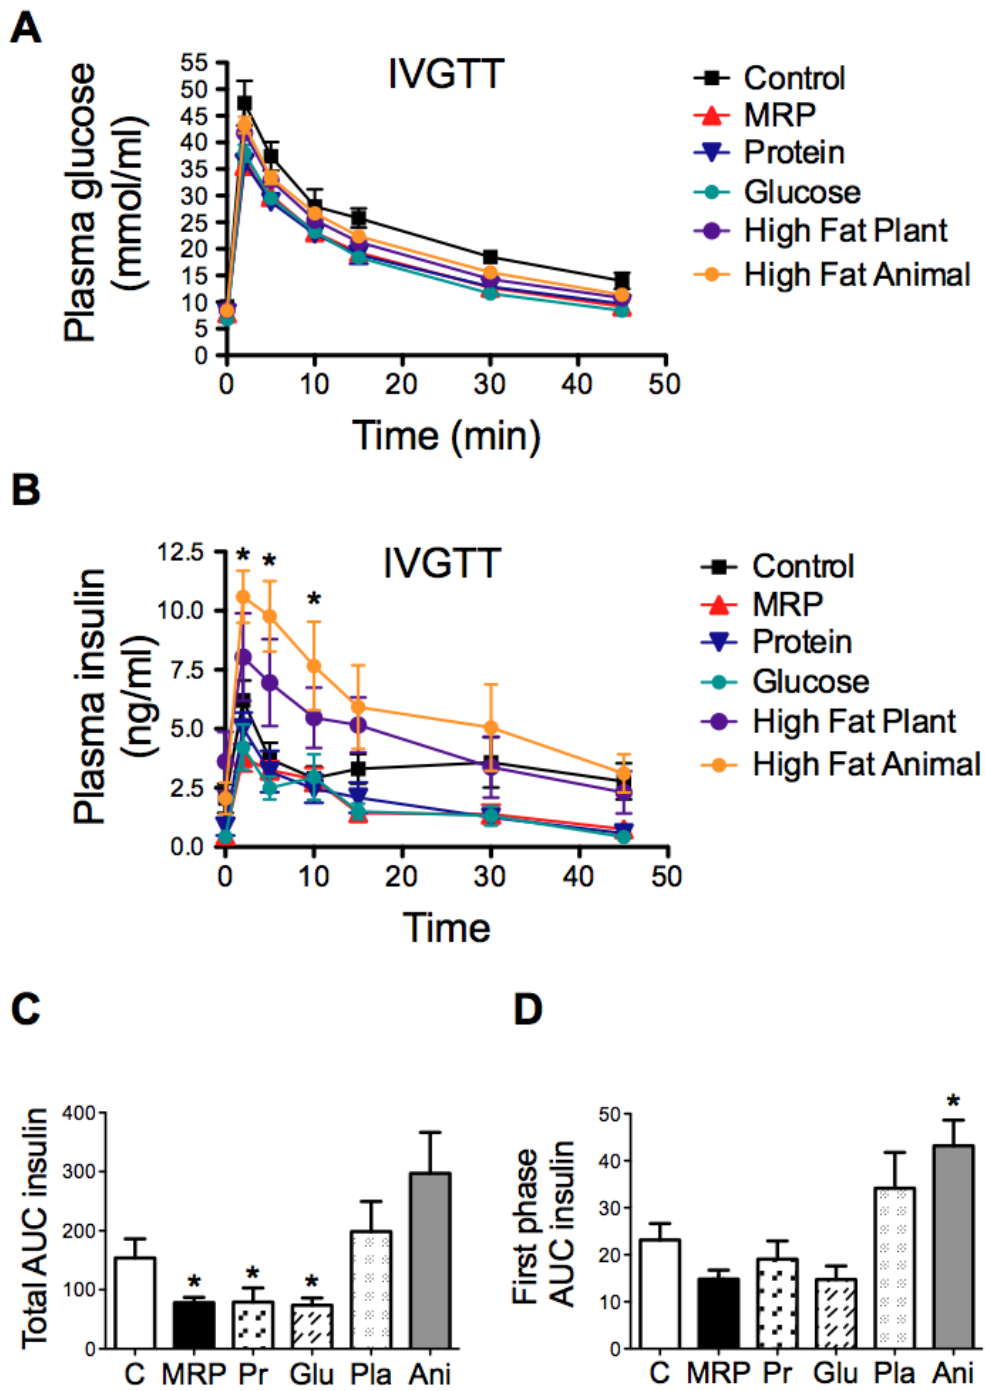 A
IVGTT
Plasma glucose
(mmol/ml)
55
50
45
40
35
30
25
20
15
10
5
0
0 10 20 30 40 50
Time (min)
Control
MRP
Protein
Glucose
High Fat Plant
High Fat Animal
B
IVGTT
Plasma insulin
(ng/ml)
12.5
10.0
7.5
5.0
2.5
0.0
* * *
0 10 20 30 40 50
Time
Control
MRP
Protein
Glucose
High Fat Plant
High Fat Animal
C
Total AUC insulin
400
300
200
100
0
* * *
C MRP Pr Glu Pla Ani
D
First phase
AUC insulin
50
40
30
20
10
0
*
C MRP Pr Glu Pla Ani